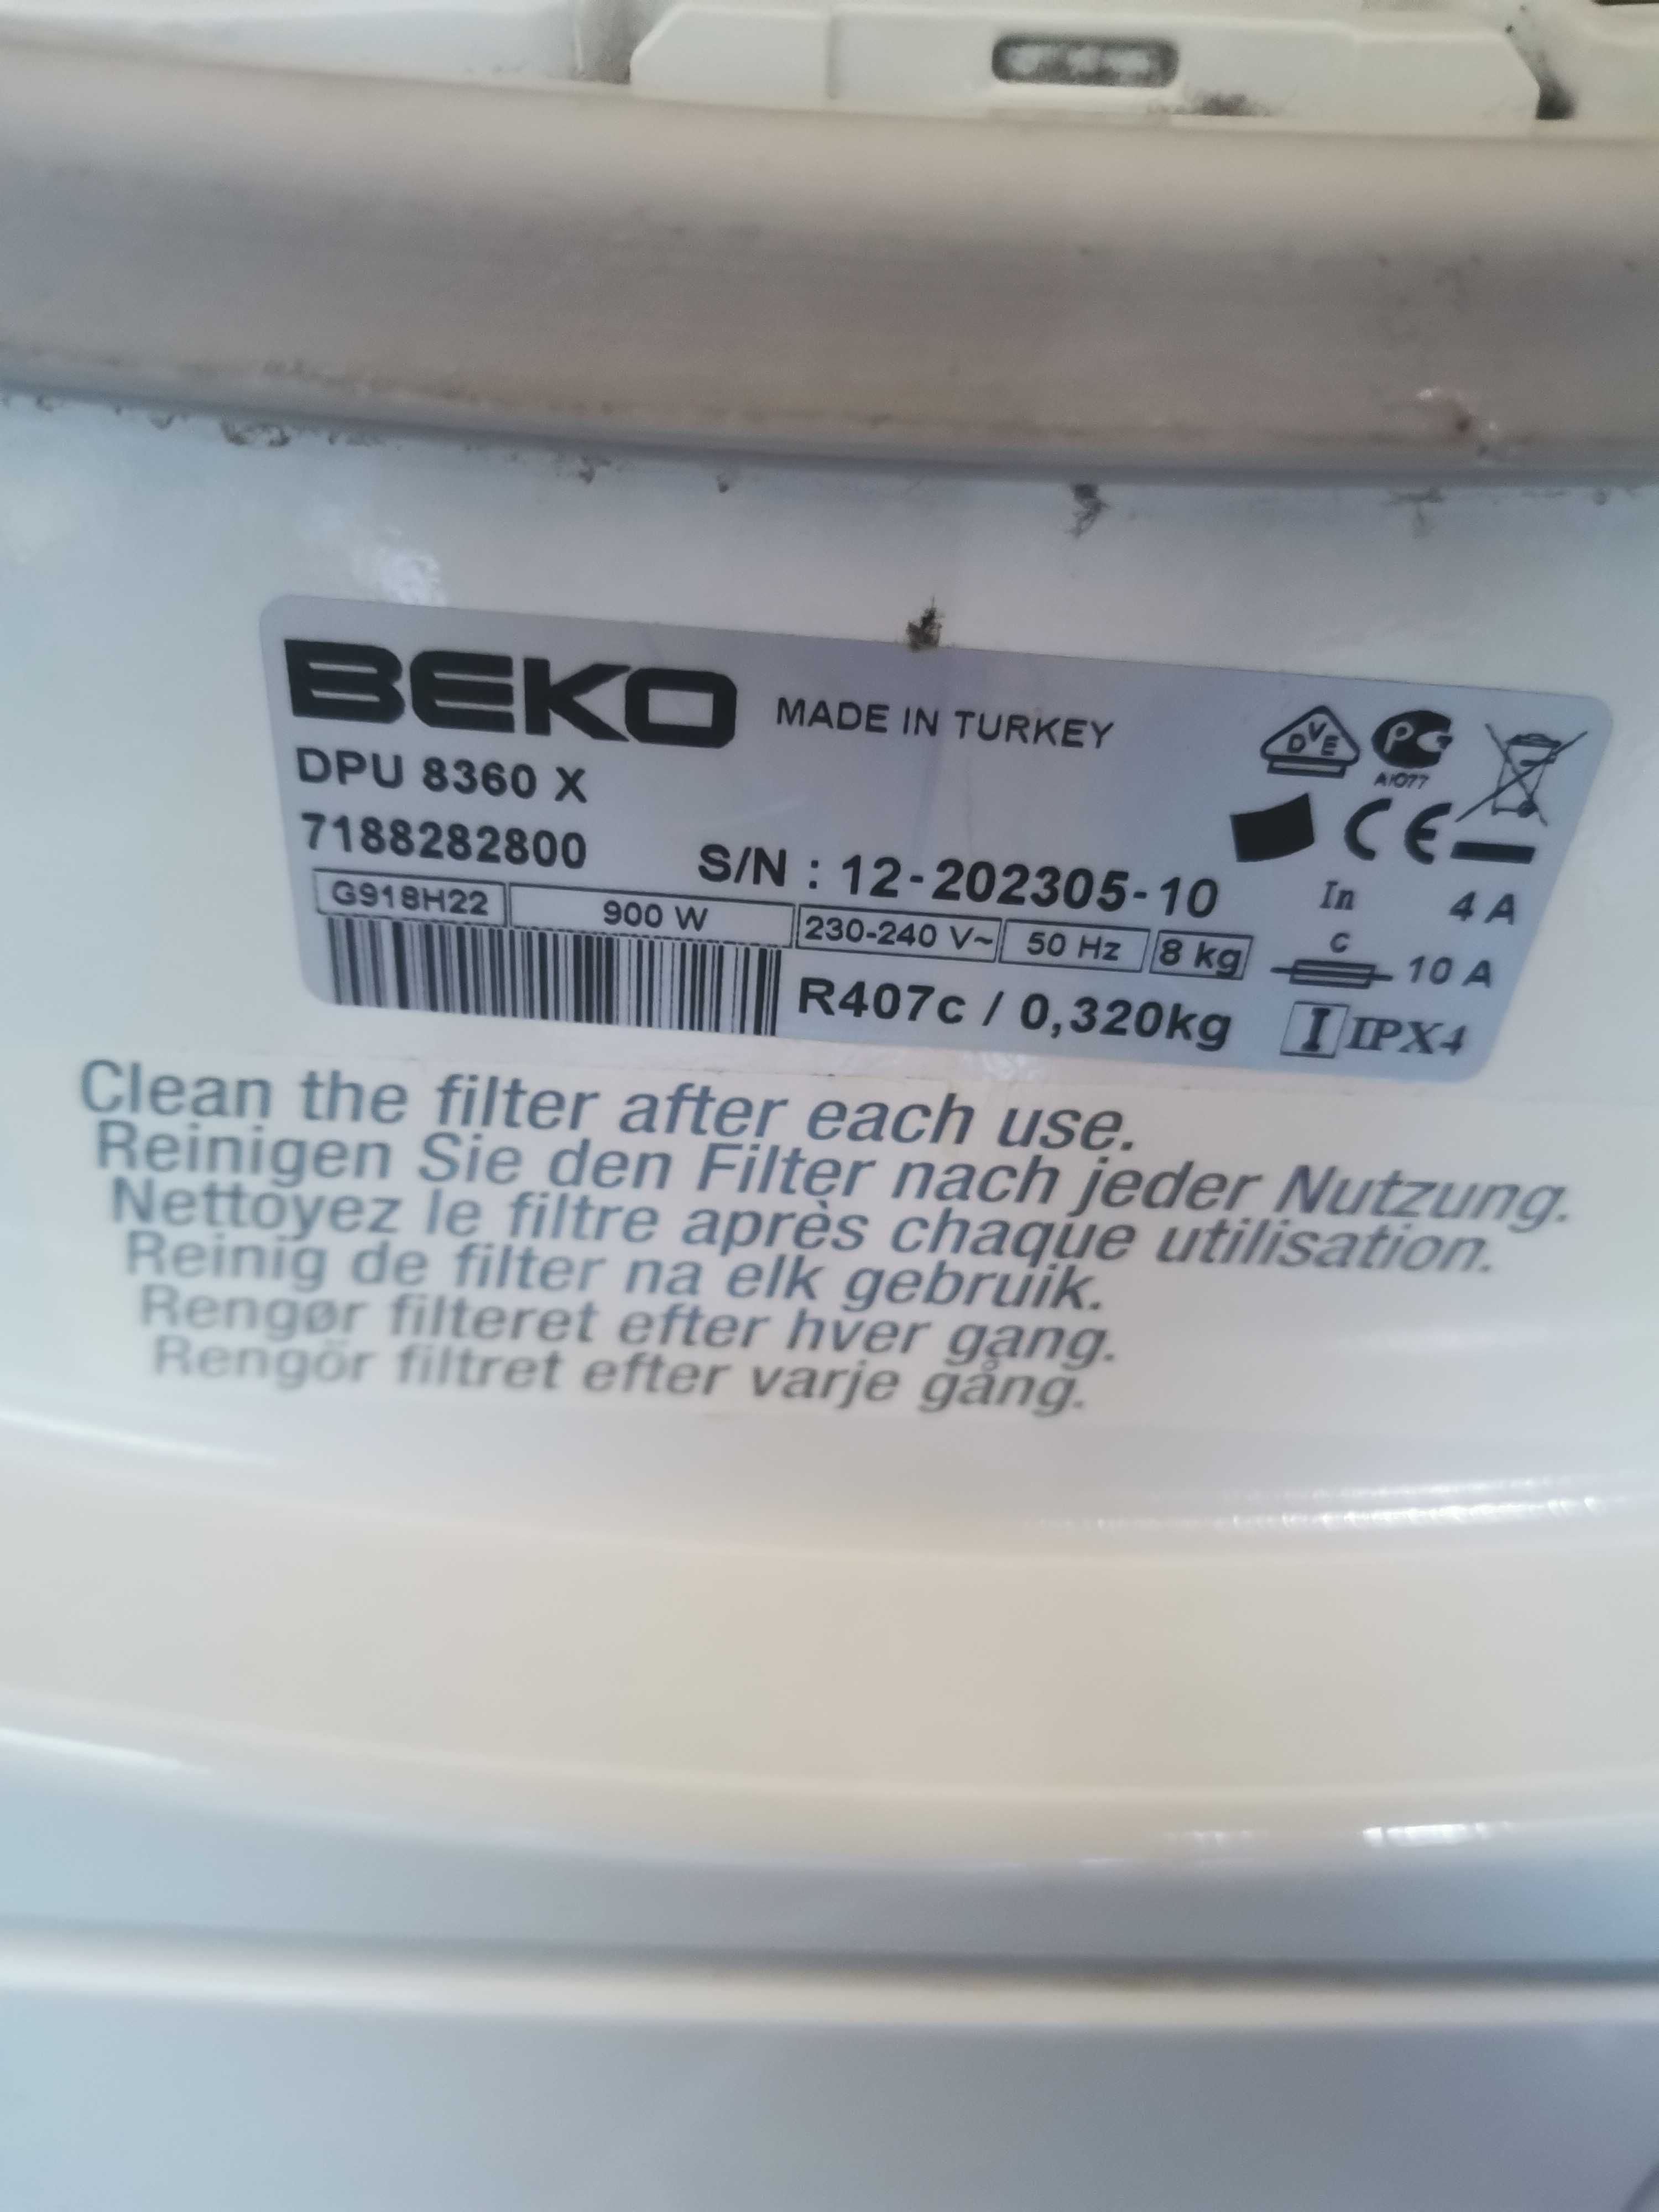 BEKO MADE IN TURKEY
DVE PG
AЮ77
DPU 8360 X
7188282800 S/N : 12-202305-10
CE
In 4 A
G918H22 900 W 230-240 V~ 50 Hz 8 kg
C 10 A
R407c / 0,320kg I IPX4
Clean the filter after each use.
Reinigen Sie den Filter nach jeder Nutzung.
Nettoyez le filtre après chaque utilisation.
Reinig de filter na elk gebruik.
Rengør filteret efter hver gang.
Rengör filtret efter varje gång.